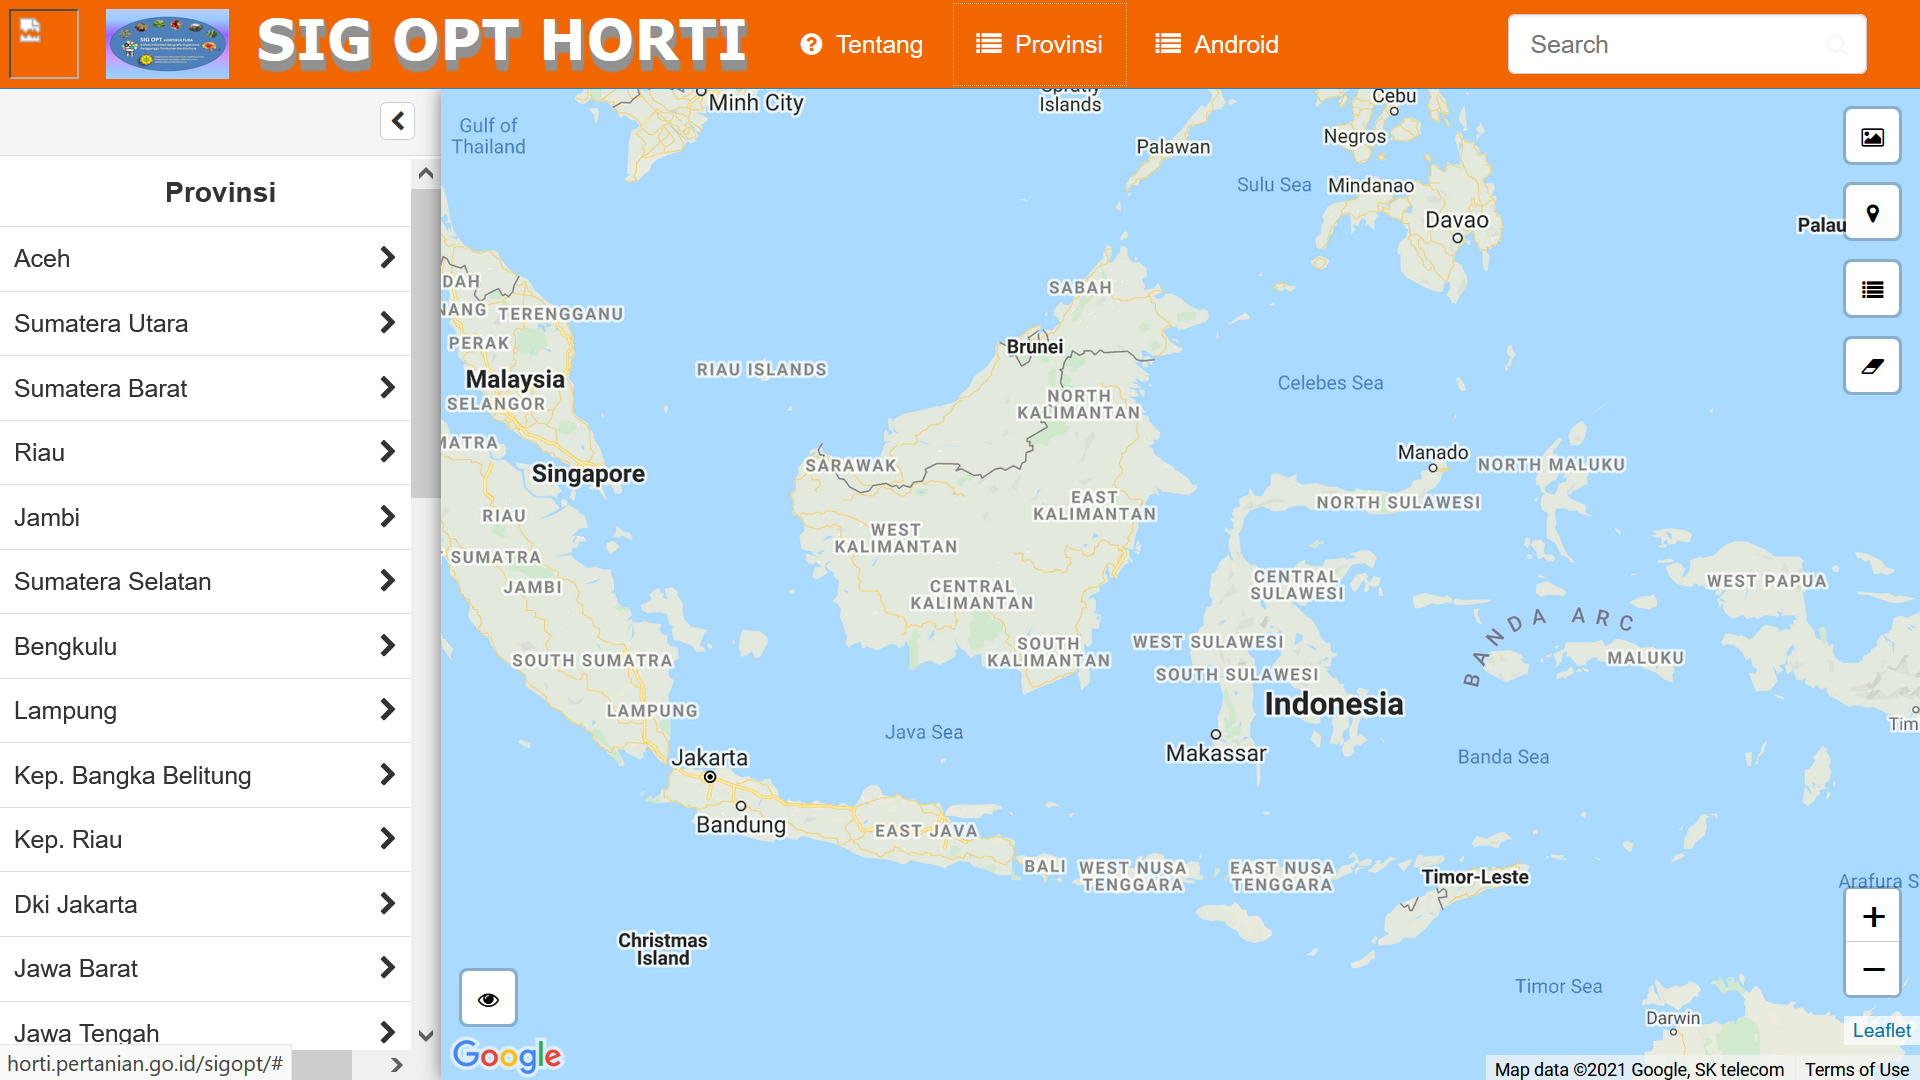 SIG OPT HORTIKULTURA
SIG OPT HORTI
Tentang
Provinsi
Android
Search
Provinsi
Aceh
Sumatera Utara
Sumatera Barat
Riau
Jambi
Sumatera Selatan
Bengkulu
Lampung
Kep. Bangka Belitung
Kep. Riau
Dki Jakarta
Jawa Barat
Jawa Tengah
horti.pertanian.go.id/sigopt/#
Minh City
Gulf of
Thailand
Spratly
Islands
Palawan
Cebu
Negros
Sulu Sea
Mindanao
Davao
Palau
DAH
NANG
TERENGGANU
PERAK
Malaysia
SELANGOR
RIAU ISLANDS
SABAH
Brunei
NORTH
KALIMANTAN
Celebes Sea
MATRA
Singapore
SARAWAK
Manado
NORTH MALUKU
NORTH SULAWESI
EAST
KALIMANTAN
RIAU
WEST
KALIMANTAN
SUMATRA
JAMBI
CENTRAL
KALIMANTAN
CENTRAL
SULAWESI
WEST PAPUA
BANDA ARC
MALUKU
SOUTH
KALIMANTAN
WEST SULAWESI
SOUTH SULAWESI
SOUTH SUMATRA
LAMPUNG
Indonesia
Java Sea
Makassar
Banda Sea
Tim
Jakarta
Bandung
EAST JAVA
BALI
WEST NUSA
TENGGARA
EAST NUSA
TENGGARA
Timor-Leste
Arafura S
Christmas
Island
Timor Sea
Darwin
+
−
Leaflet
Google
Map data ©2021 Google, SK telecom
Terms of Use